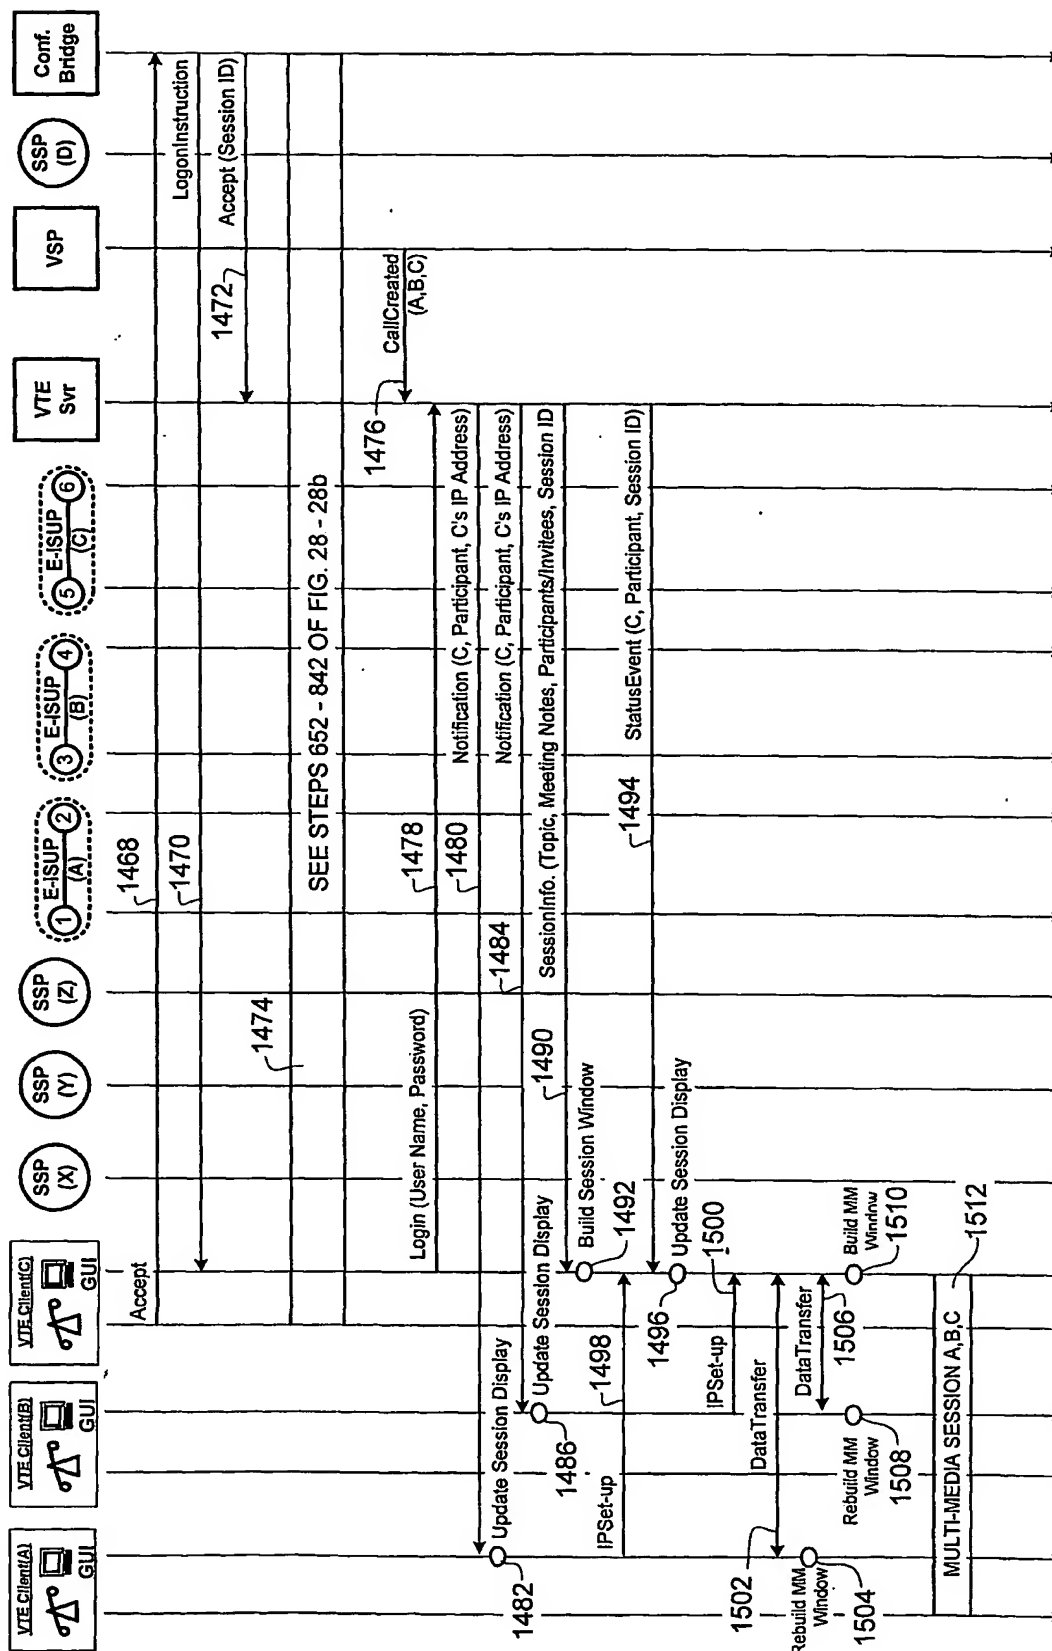 VTE Client(A)
GUI
VTE Client(B)
GUI
VTE Client(C)
GUI
SSP
(X)
SSP
(Y)
SSP
(Z)
1
E-ISUP
(A)
2
3
E-ISUP
(B)
4
5
E-ISUP
(C)
6
VTE
Svr
VSP
SSP
(D)
Conf.
Bridge
Accept
1468
LogonInstruction
1470
Accept (Session ID)
1472
1474
SEE STEPS 652 - 842 OF FIG. 28 - 28b
CallCreated
(A,B,C)
1476
Login (User Name, Password)
1478
Notification (C, Participant, C's IP Address)
1480
Update Session Display
1482
Notification (C, Participant, C's IP Address)
1484
Update Session Display
1486
SessionInfo. (Topic, Meeting Notes, Participants/Invitees, Session ID
1490
Build Session Window
1492
StatusEvent (C, Participant, Session ID)
1494
Update Session Display
1496
IPSet-up
1498
IPSet-up
1500
DataTransfer
1502
Rebuild MM
Window
1504
DataTransfer
1506
Rebuild MM
Window
1508
Build MM
Window
1510
MULTI-MEDIA SESSION A,B,C
1512